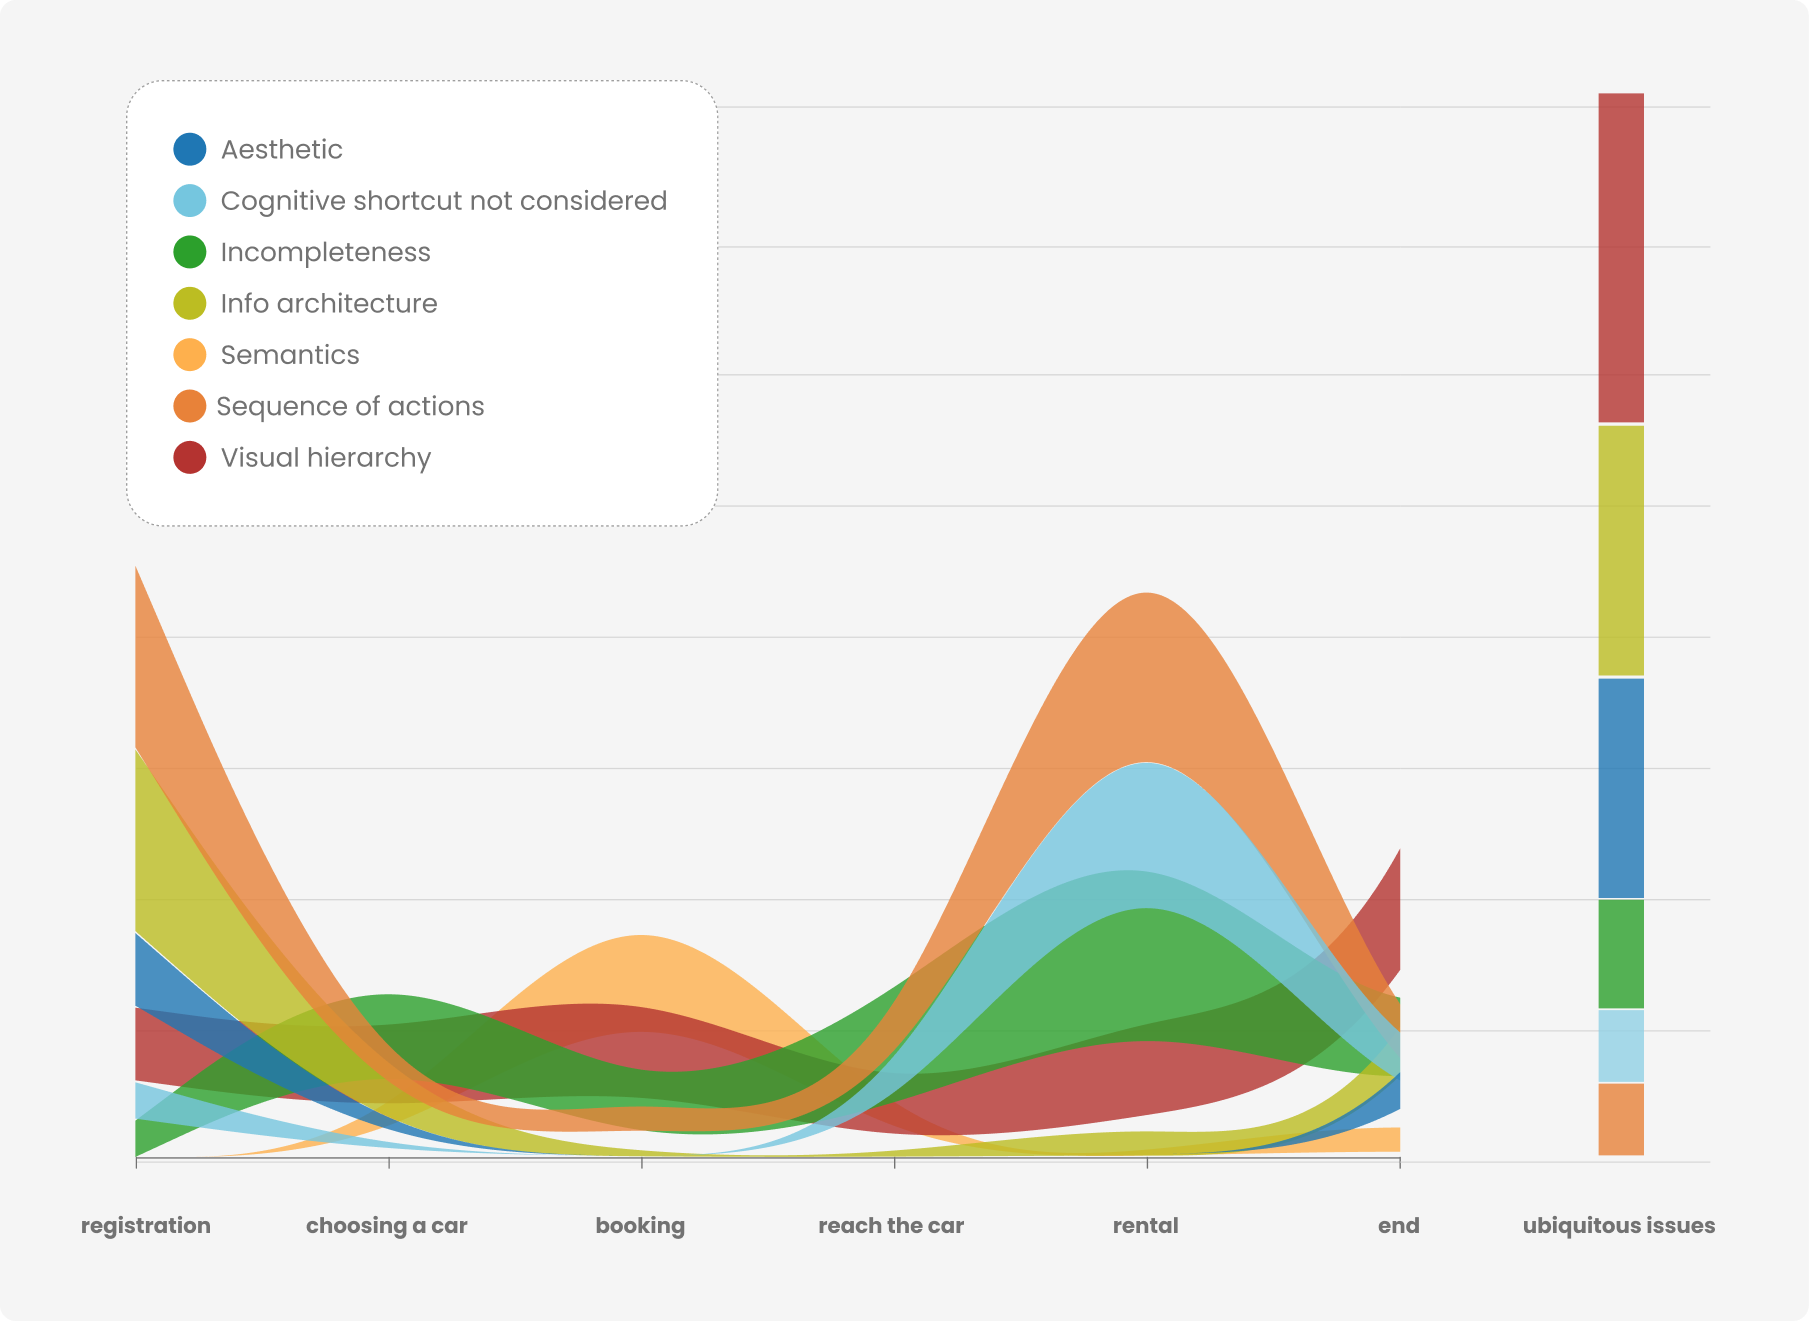 Aesthetic
Cognitive shortcut not considered
Incompleteness
Info architecture
Semantics
Sequence of actions
Visual hierarchy
registration choosing a car booking reach the car rental end ubiquitous issues